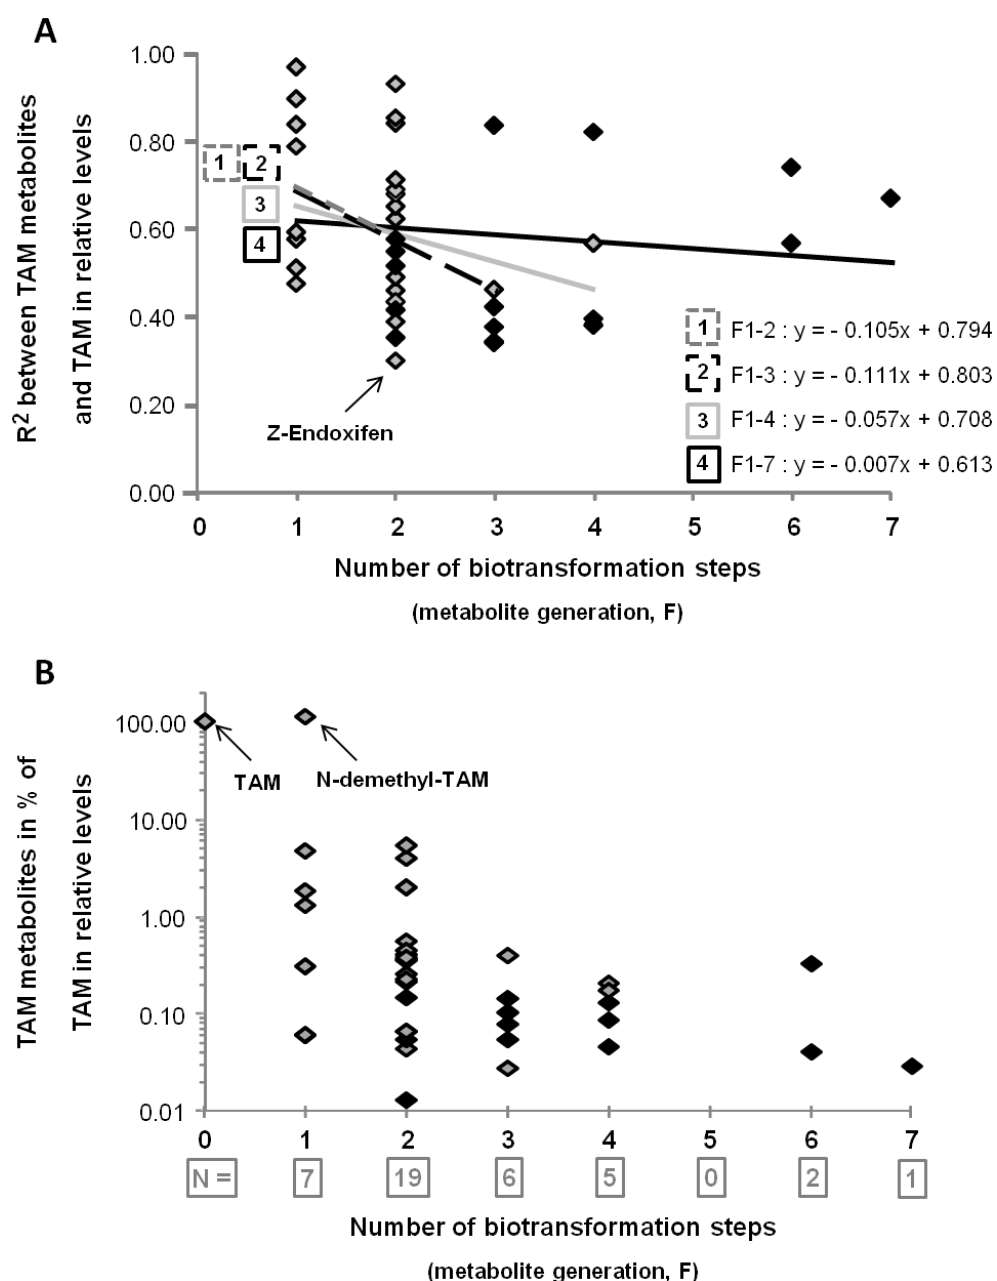 A
R² between TAM metabolites
and TAM in relative levels
1.00
0.80
0.60
0.40
0.20
0.00
1
2
3
4
Z-Endoxifen
1 F1-2 : y = - 0.105x + 0.794
2 F1-3 : y = - 0.111x + 0.803
3 F1-4 : y = - 0.057x + 0.708
4 F1-7 : y = - 0.007x + 0.613
0 1 2 3 4 5 6 7
Number of biotransformation steps
(metabolite generation, F)
B
TAM metabolites in % of
TAM in relative levels
100.00
10.00
1.00
0.10
0.01
TAM
N-demethyl-TAM
0 1 2 3 4 5 6 7
N = 7 19 6 5 0 2 1
Number of biotransformation steps
(metabolite generation, F)